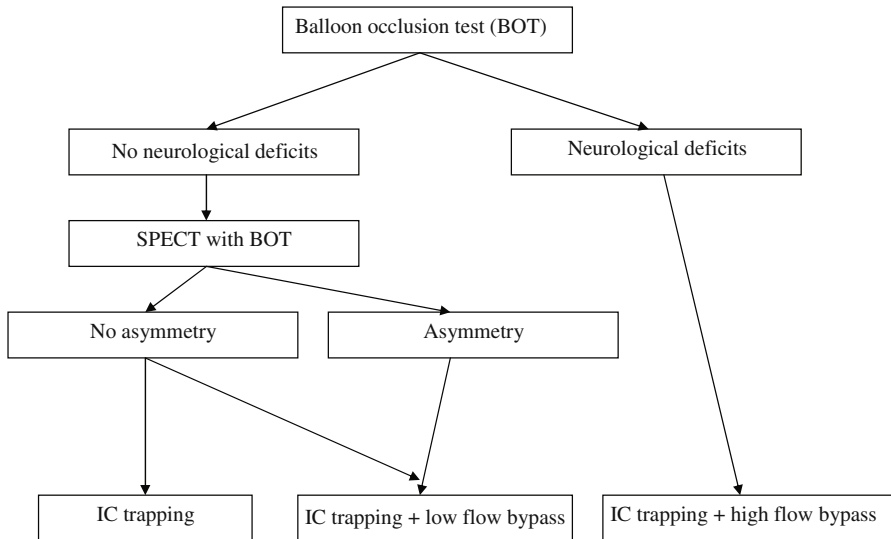 Balloon occlusion test (BOT)
No neurological deficits
Neurological deficits
SPECT with BOT
No asymmetry
Asymmetry
IC trapping
IC trapping + low flow bypass
IC trapping + high flow bypass